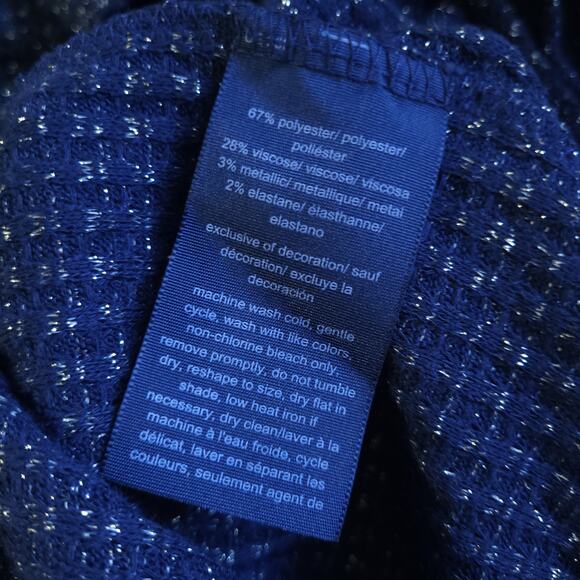 67% polyester/ polyester/
poliéster
28% viscose/ viscose/ viscosa
3% metallic/ metallique/ metal
2% elastane/ élasthanne/
elastano
exclusive of decoration/ sauf
décoration/ excluye la
decoración
machine wash cold, gentle
cycle, wash with like colors,
non-chlorine bleach only,
remove promptly, do not tumble
dry, reshape to size, dry flat in
shade, low heat iron if
necessary, dry clean/laver à la
machine à l'eau froide, cycle
délicat, laver en séparant les
couleurs, seulement agent de